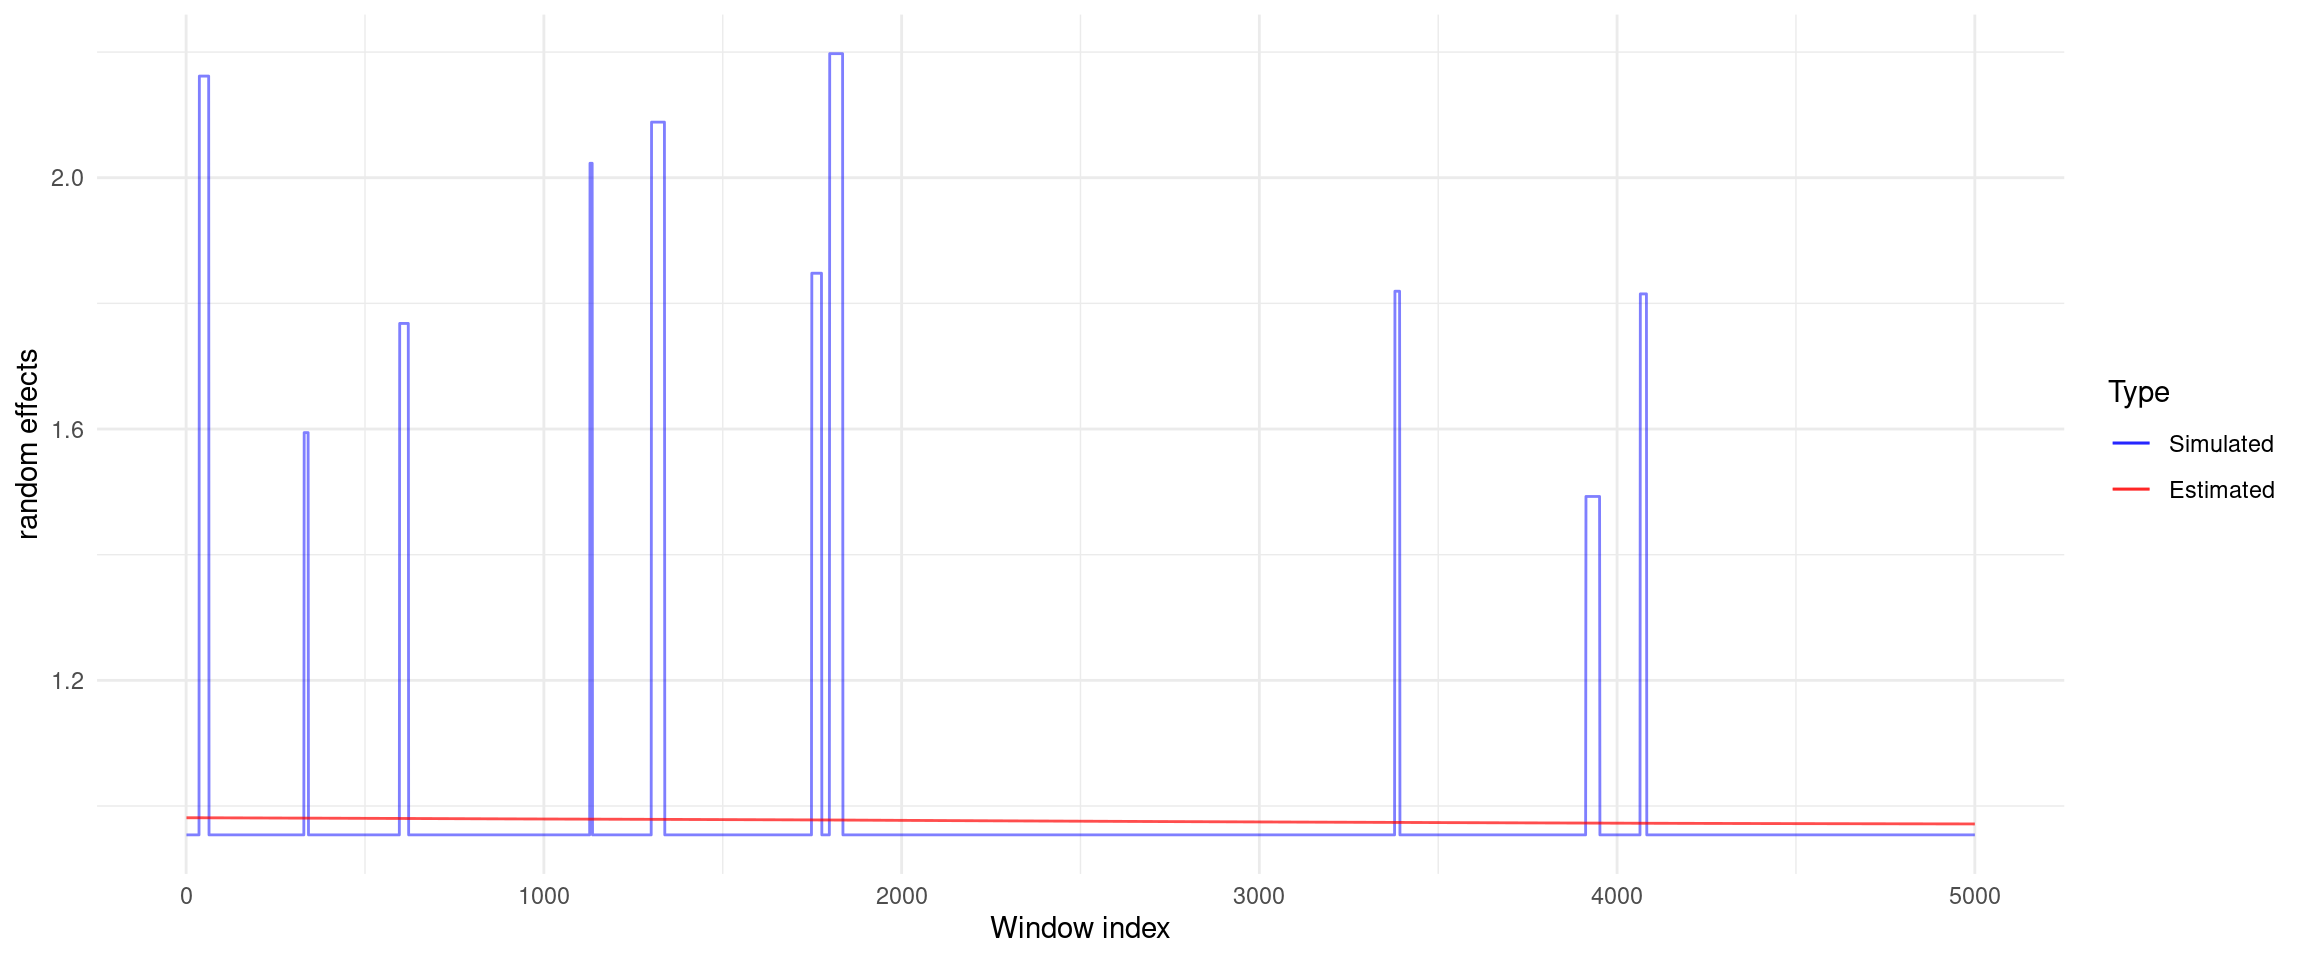 random effects
2.0
1.6
1.2
0
1000
2000
3000
4000
5000
Window index
Type
Simulated
Estimated